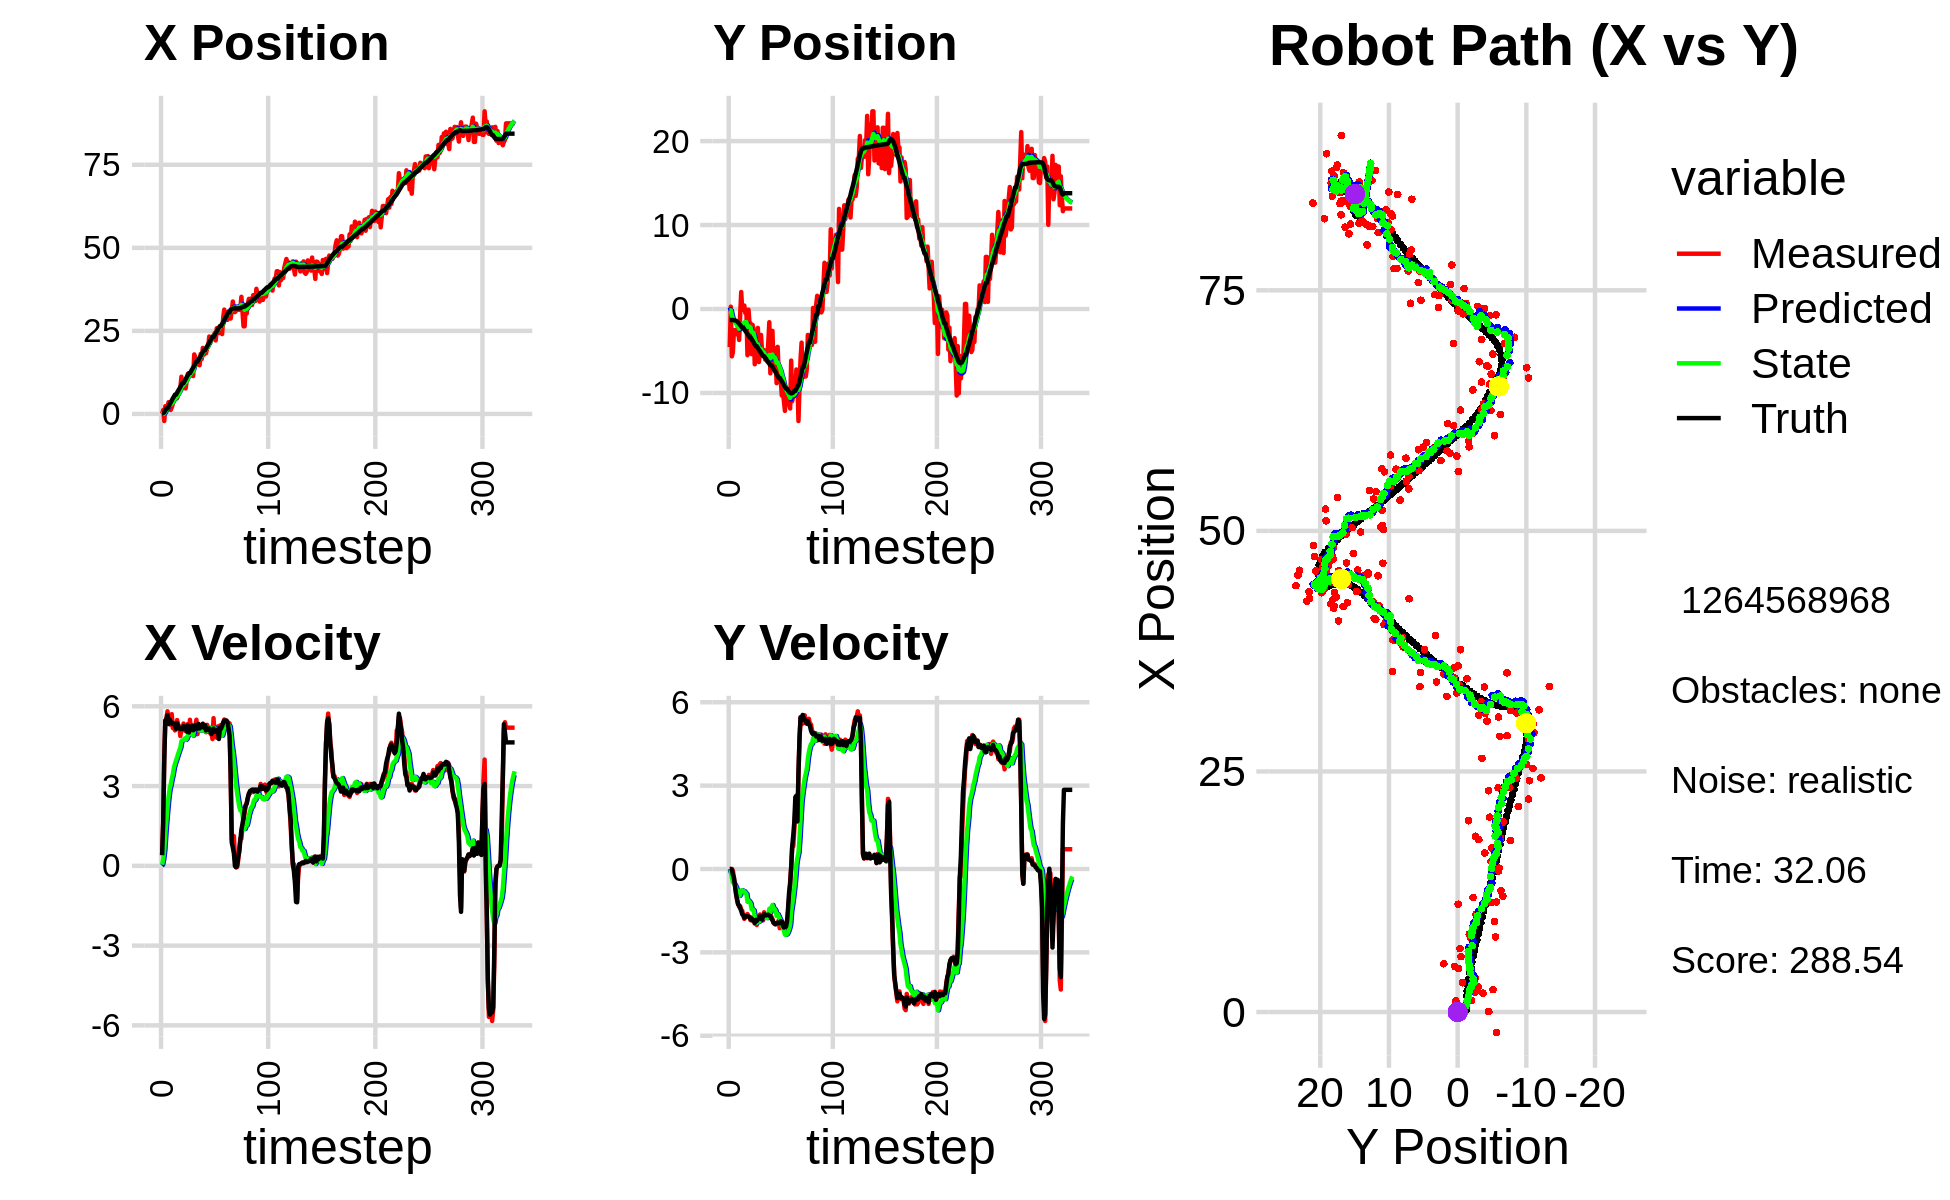 X Position
75
50
25
0
0
100
200
300
timestep
Y Position
20
10
0
-10
0
100
200
300
timestep
X Velocity
6
3
0
-3
-6
0
100
200
300
timestep
Y Velocity
6
3
0
-3
-6
0
100
200
300
timestep
Robot Path (X vs Y)
X Position
75
50
25
0
20 10 0 -10 -20
Y Position
variable
Measured
Predicted
State
Truth
1264568968
Obstacles: none
Noise: realistic
Time: 32.06
Score: 288.54